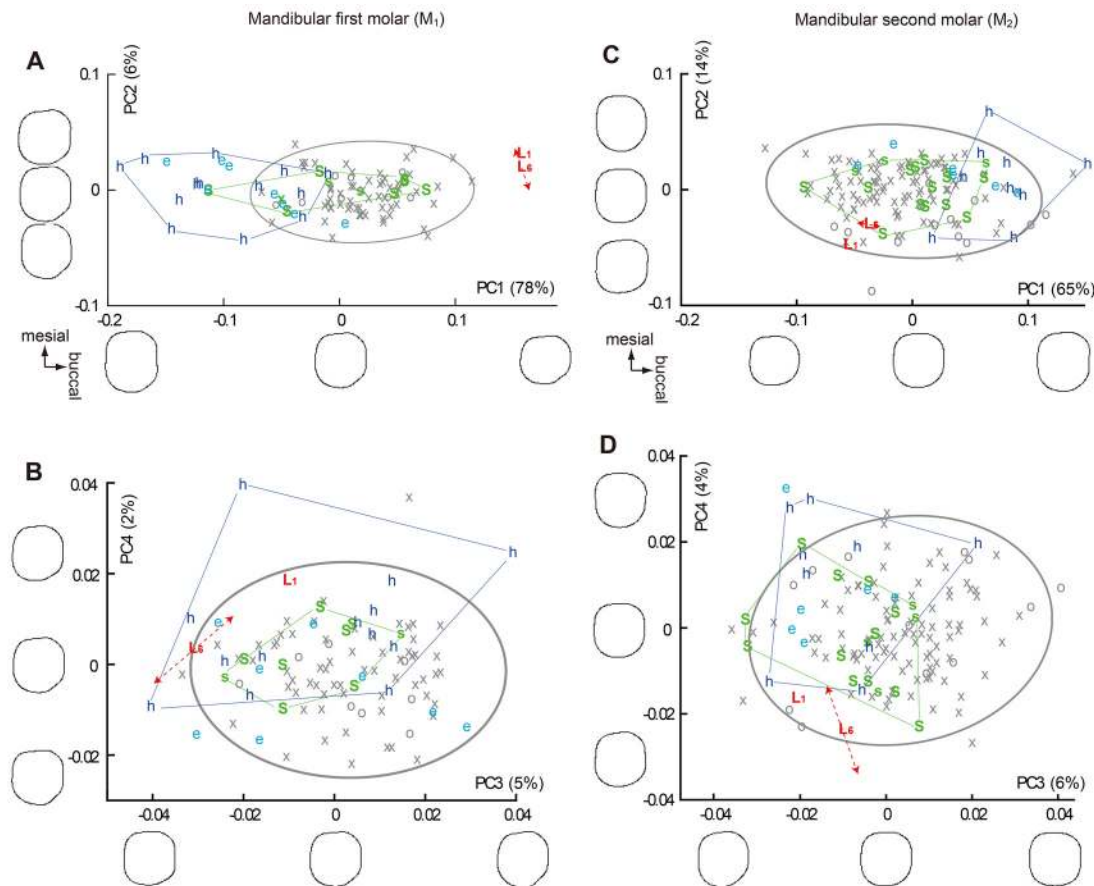 Mandibular first molar (M₁)
Mandibular second molar (M₂)
A
PC2 (6%)
0.1
0
-0.1
-0.2
-0.1
0
0.1
PC1 (78%)
L1
L6
mesial
buccal
C
PC2 (14%)
0.1
0
-0.1
-0.2
-0.1
0
0.1
PC1 (65%)
L6
L1
mesial
buccal
B
PC4 (2%)
0.04
0.02
0
-0.02
-0.04
-0.02
0
0.02
0.04
PC3 (5%)
L1
L6
D
PC4 (4%)
0.04
0.02
0
-0.02
-0.04
-0.04
-0.02
0
0.02
0.04
PC3 (6%)
L1
L6